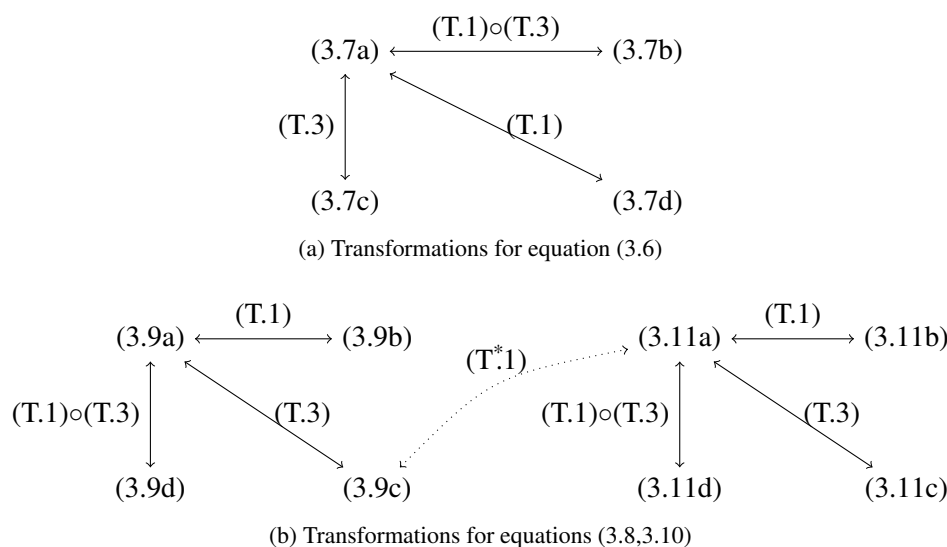 (T.1)∘(T.3)
(3.7a) (3.7b)
(T.3) (T.1)
(3.7c) (3.7d)
(a) Transformations for equation (3.6)
(T.1) (T.1)
(3.9a) (3.9b) (3.11a) (3.11b)
(T*.1)
(T.1)∘(T.3) (T.3) (T.1)∘(T.3) (T.3)
(3.9d) (3.9c) (3.11d) (3.11c)
(b) Transformations for equations (3.8,3.10)